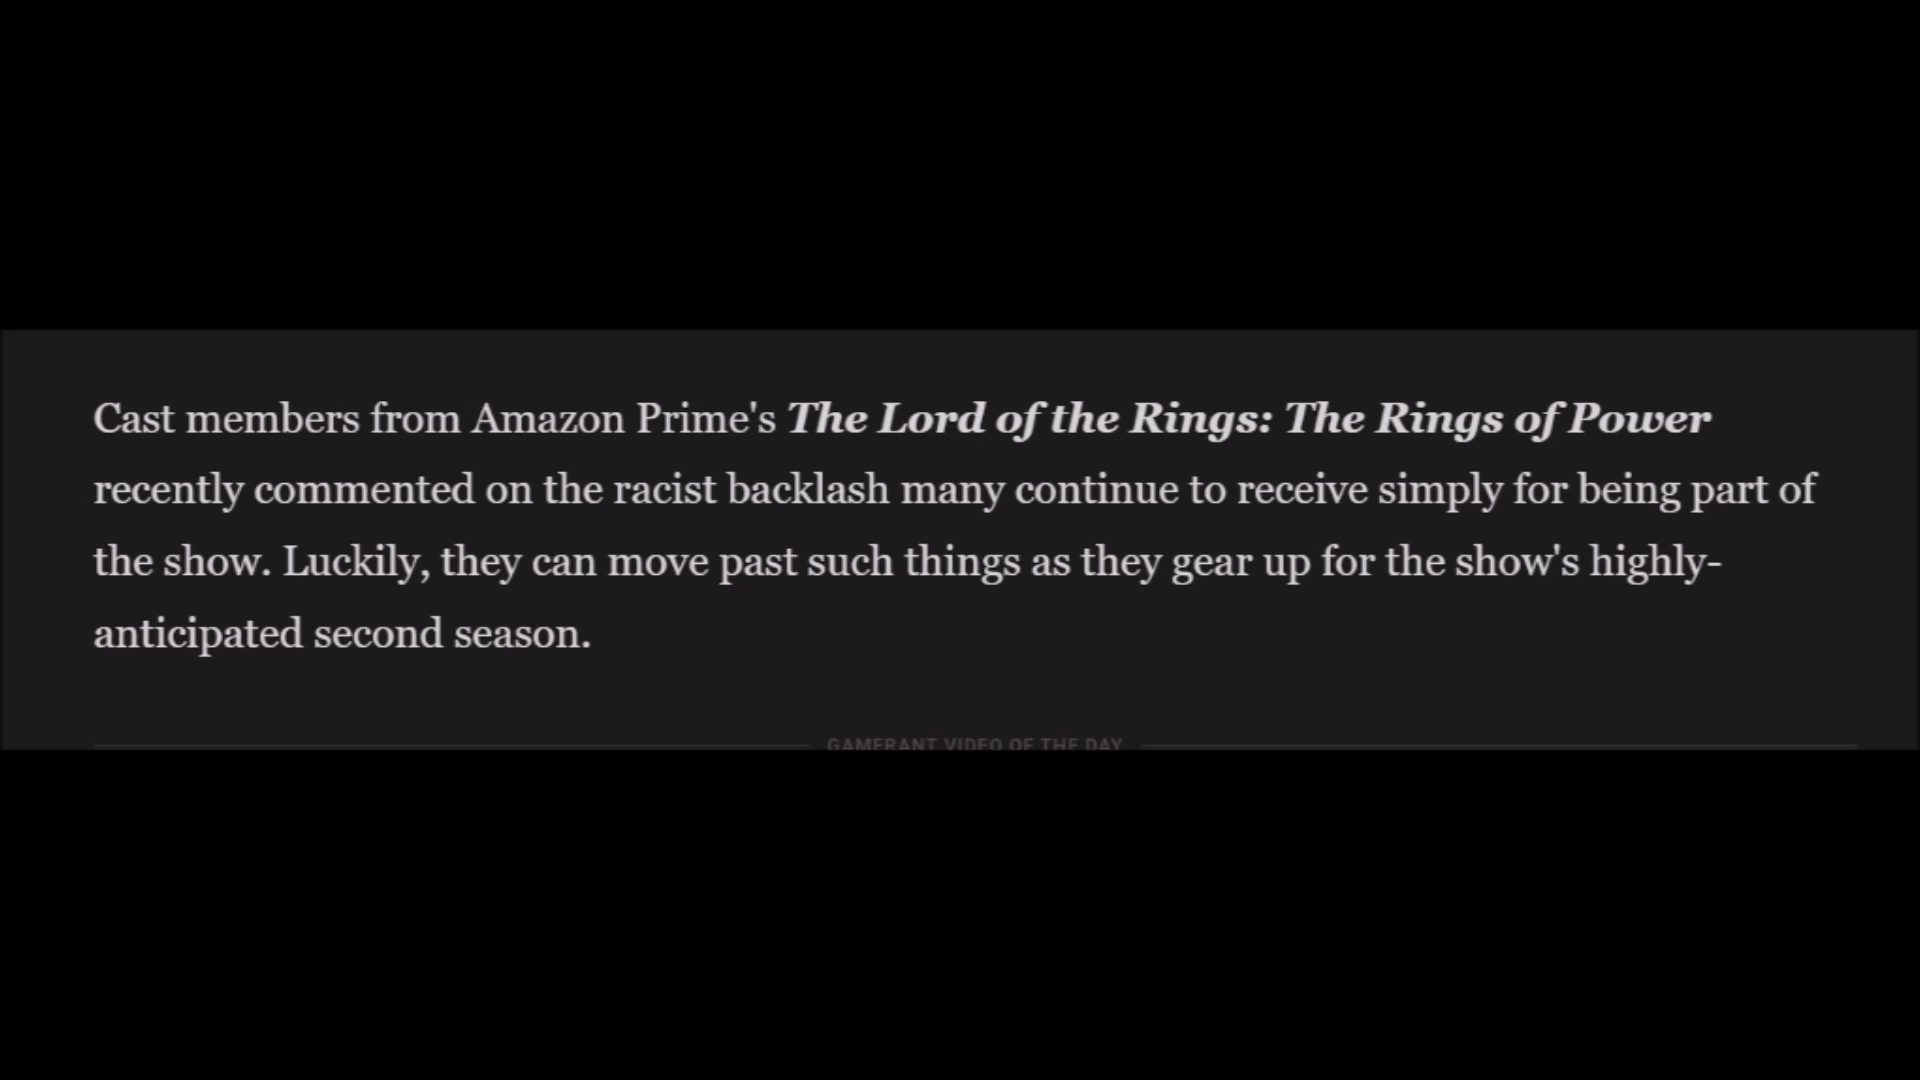 Cast members from Amazon Prime's The Lord of the Rings: The Rings of Power
recently commented on the racist backlash many continue to receive simply for being part of
the show. Luckily, they can move past such things as they gear up for the show's highly-
anticipated second season.
GAMERANT VIDEO OF THE DAY